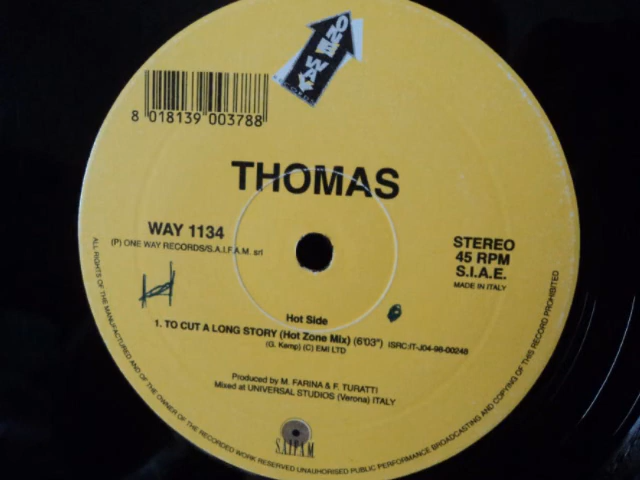 ONE WAY
RECORDS
8 018139 003788
THOMAS
WAY 1134
(P) ONE WAY RECORDS/S.A.I.F.A.M. srl
STEREO
45 RPM
S.I.A.E.
MADE IN ITALY
Hot Side
1. TO CUT A LONG STORY (Hot Zone Mix) (6'03") ISRC:IT-J04-98-00248
(G. Kemp) (C) EMI LTD
Produced by M. FARINA & F. TURATTI
Mixed at UNIVERSAL STUDIOS (Verona) ITALY
S.A.I.F.A.M.
ALL RIGHTS OF THE MANUFACTURED AND OF THE OWNER OF THE RECORDED WORK RESERVED UNAUTHORISED PUBLIC PERFORMANCE BROADCASTING AND COPYING OF THIS RECORD PROHIBITED